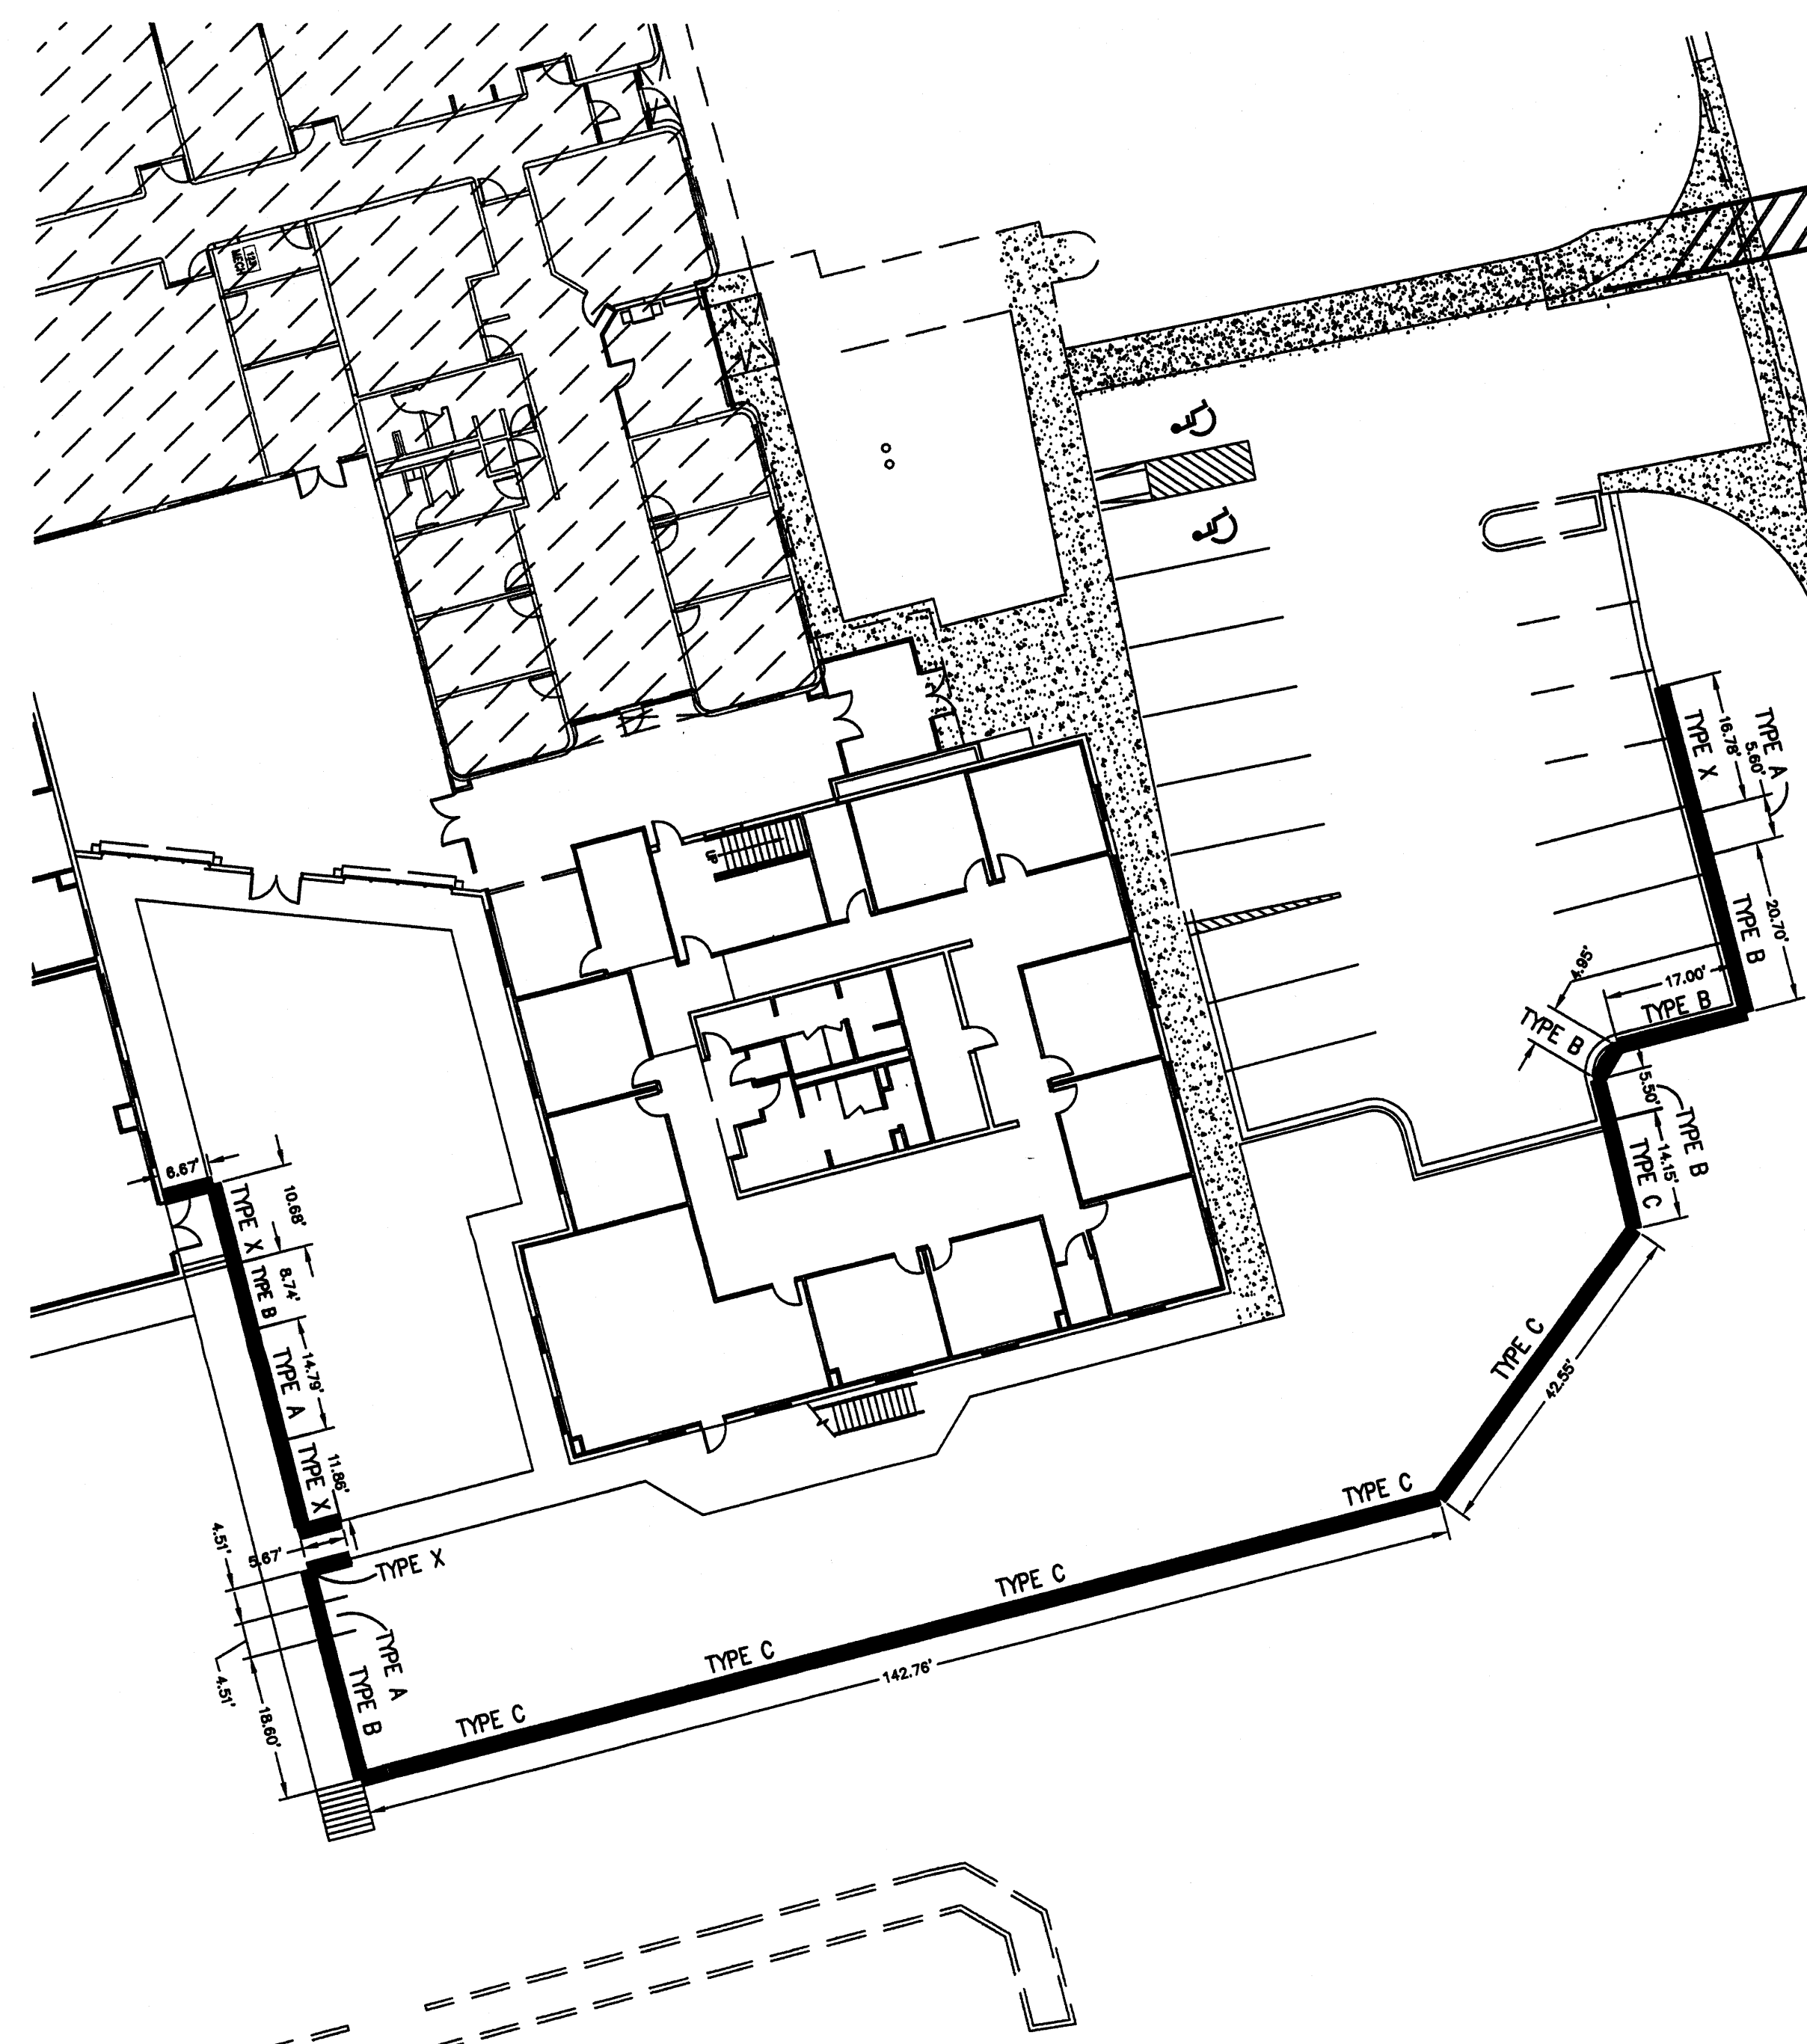 124
MECH
UP
TYPE A
5.60'
16.78'
TYPE X
20.70'
TYPE B
4.95'
17.00'
TYPE B
TYPE B
5.50'
TYPE B
14.15'
TYPE C
6.67'
10.68'
TYPE X
8.74'
TYPE B
14.79'
TYPE A
11.86'
TYPE X
TYPE C
42.55'
TYPE C
4.51'
5.67'
TYPE X
TYPE C
TYPE A
TYPE B
4.51'
18.60'
TYPE C
142.76'
TYPE C